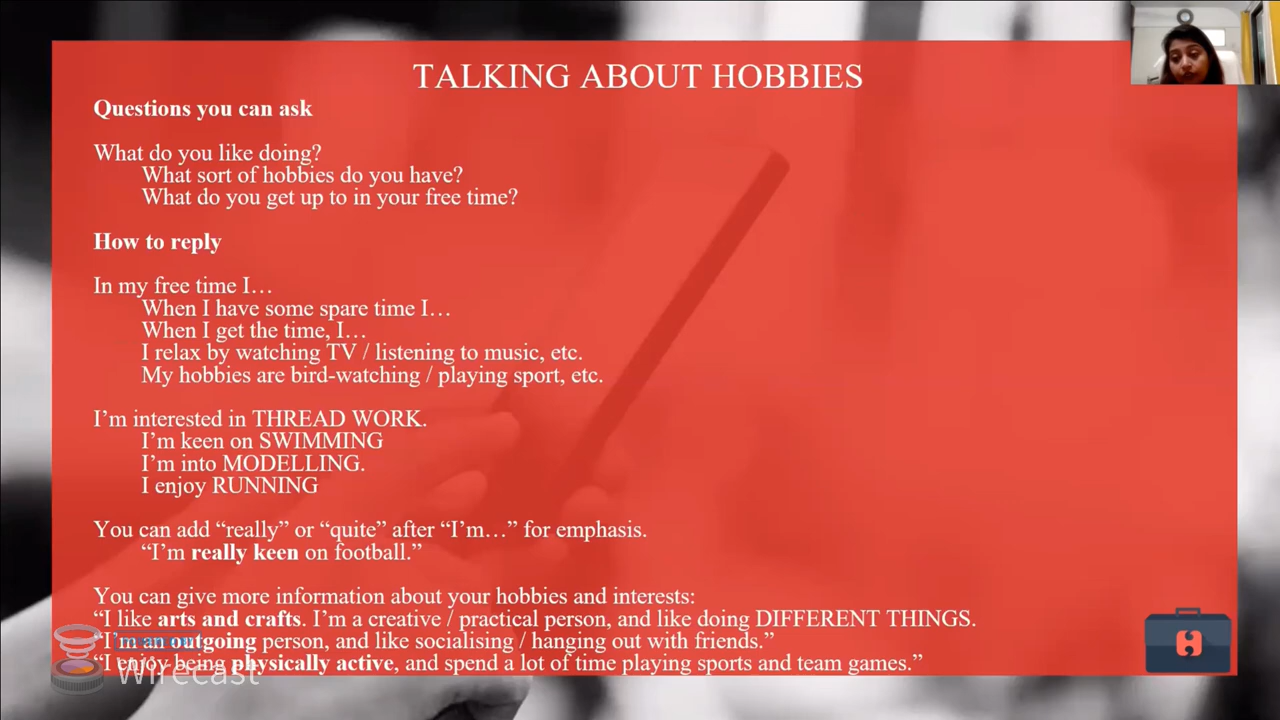 TALKING ABOUT HOBBIES
Questions you can ask
What do you like doing?
What sort of hobbies do you have?
What do you get up to in your free time?
How to reply
In my free time I…
When I have some spare time I…
When I get the time, I…
I relax by watching TV / listening to music, etc.
My hobbies are bird-watching / playing sport, etc.
I’m interested in THREAD WORK.
I’m keen on SWIMMING
I’m into MODELLING.
I enjoy RUNNING
You can add “really” or “quite” after “I’m…” for emphasis.
“I’m really keen on football.”
You can give more information about your hobbies and interests:
“I like arts and crafts. I’m a creative / practical person, and like doing DIFFERENT THINGS.
“I’m an outgoing person, and like socialising / hanging out with friends.”
“I enjoy being physically active, and spend a lot of time playing sports and team games.”
Wirecast